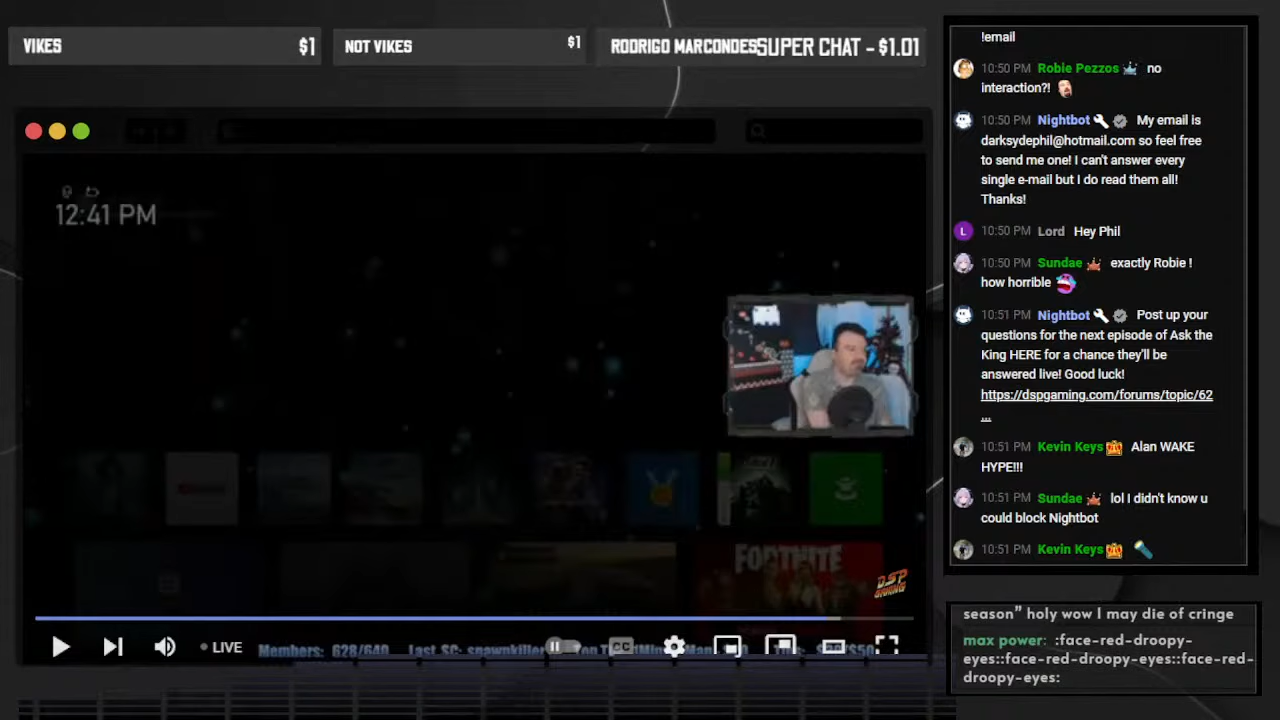 VIKES $1
NOT VIKES $1
RODRIGO MARCONDES SUPER CHAT - $1.01
12:41 PM
FORTNITE
DSP
GAMING
LIVE
Members: 628/640
CC
!email
10:50 PM Robie Pezzos no
interaction?!
10:50 PM Nightbot My email is
darksydephil@hotmail.com so feel free
to send me one! I can't answer every
single e-mail but I do read them all!
Thanks!
L 10:50 PM Lord Hey Phil
10:50 PM Sundae exactly Robie !
how horrible
10:51 PM Nightbot Post up your
questions for the next episode of Ask the
King HERE for a chance they'll be
answered live! Good luck!
https://dspgaming.com/forums/topic/62
...
10:51 PM Kevin Keys Alan WAKE
HYPE!!!
10:51 PM Sundae lol I didn't know u
could block Nightbot
10:51 PM Kevin Keys
season” holy wow I may die of cringe
max power: :face-red-droopy-
eyes::face-red-droopy-eyes::face-red-
droopy-eyes: